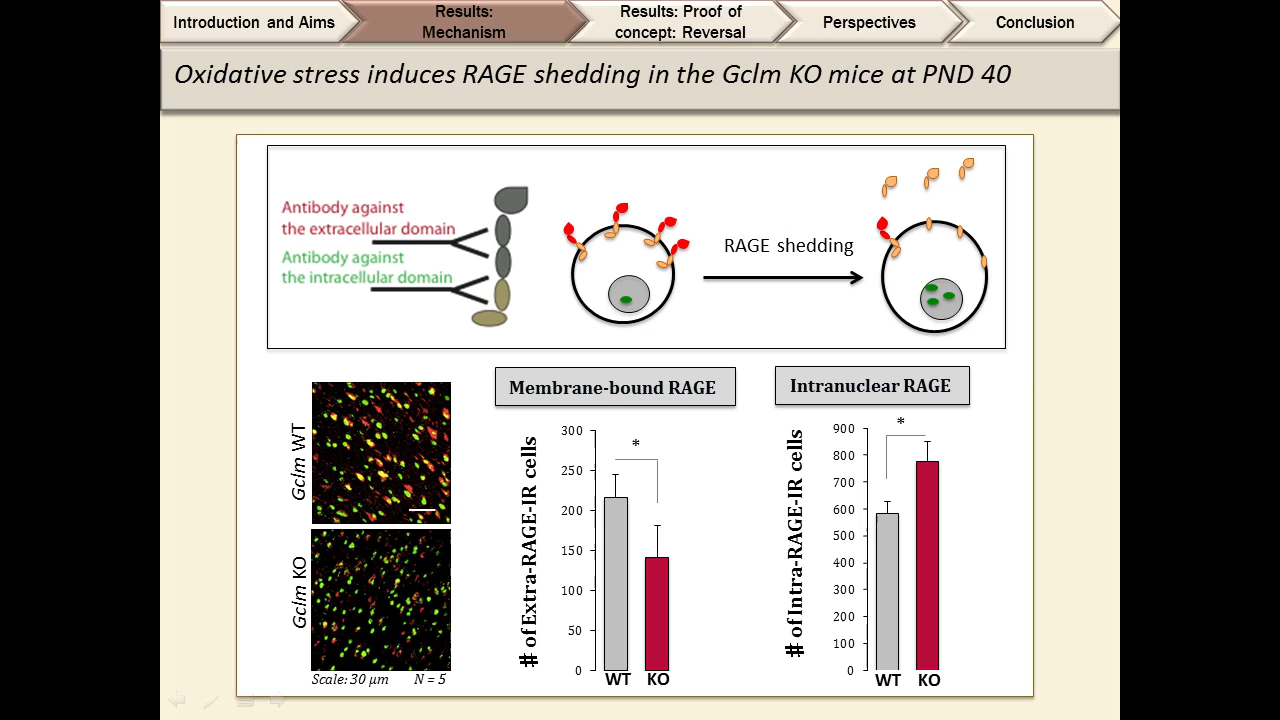 Introduction and Aims
Results:
Mechanism
Results: Proof of
concept: Reversal
Perspectives
Conclusion
Oxidative stress induces RAGE shedding in the Gclm KO mice at PND 40
Antibody against
the extracellular domain
Antibody against
the intracellular domain
RAGE shedding
Gclm WT
Gclm KO
Scale: 30 µm
N = 5
Membrane-bound RAGE
# of Extra-RAGE-IR cells
300
250
200
150
100
50
0
*
WT
KO
Intranuclear RAGE
# of Intra-RAGE-IR cells
900
800
700
600
500
400
300
200
100
0
*
WT
KO